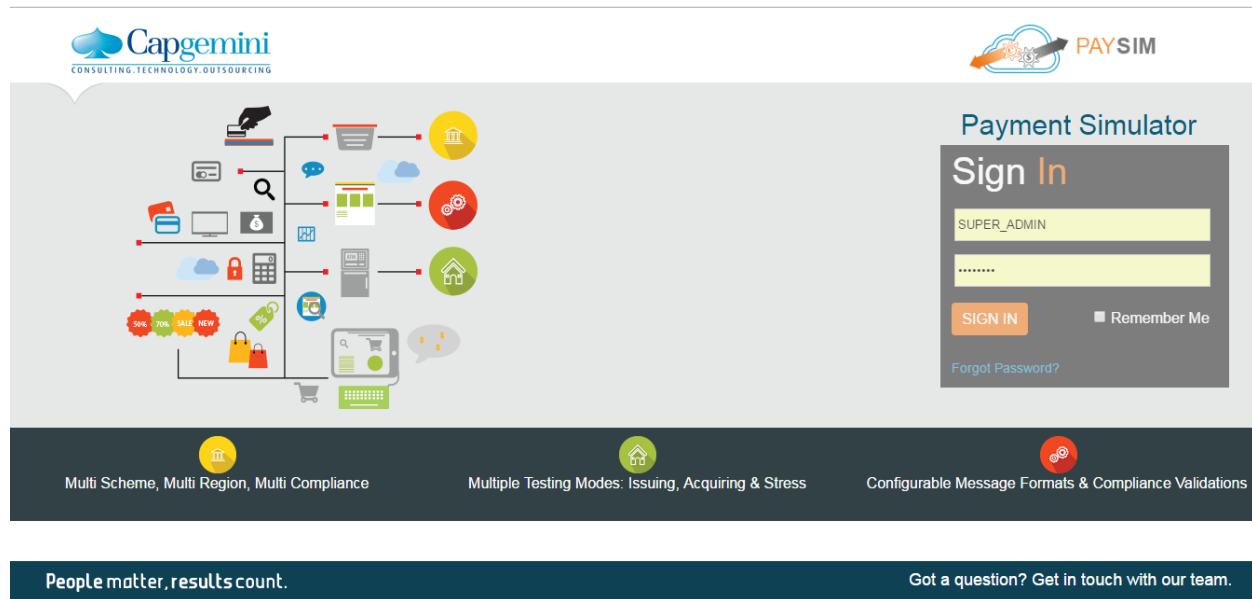 Capgemini
CONSULTING.TECHNOLOGY.OUTSOURCING
PAYSIM
Payment Simulator
Sign In
SUPER_ADMIN
••••••••
SIGN IN
Remember Me
Forgot Password?
$
%
50% 70% SALE NEW
Multi Scheme, Multi Region, Multi Compliance
Multiple Testing Modes: Issuing, Acquiring & Stress
Configurable Message Formats & Compliance Validations
People matter, results count.
Got a question? Get in touch with our team.